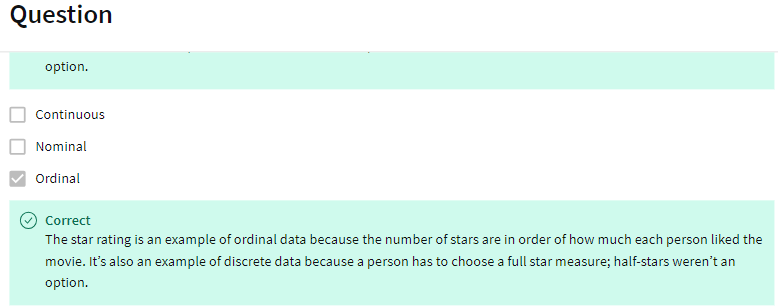 Question
option.
Continuous
Nominal
Ordinal
Correct
The star rating is an example of ordinal data because the number of stars are in order of how much each person liked the
movie. It’s also an example of discrete data because a person has to choose a full star measure; half-stars weren’t an
option.